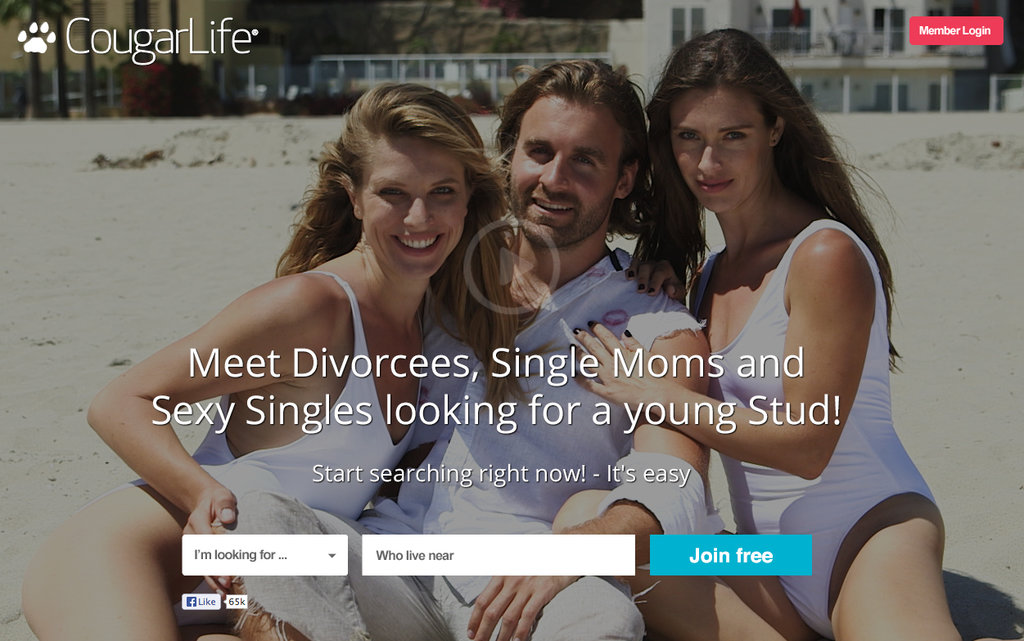 CougarLife®
Member Login
Meet Divorcees, Single Moms and
Sexy Singles looking for a young Stud!
Start searching right now! - It's easy
I'm looking for ...
Who live near
Join free
Like
65k